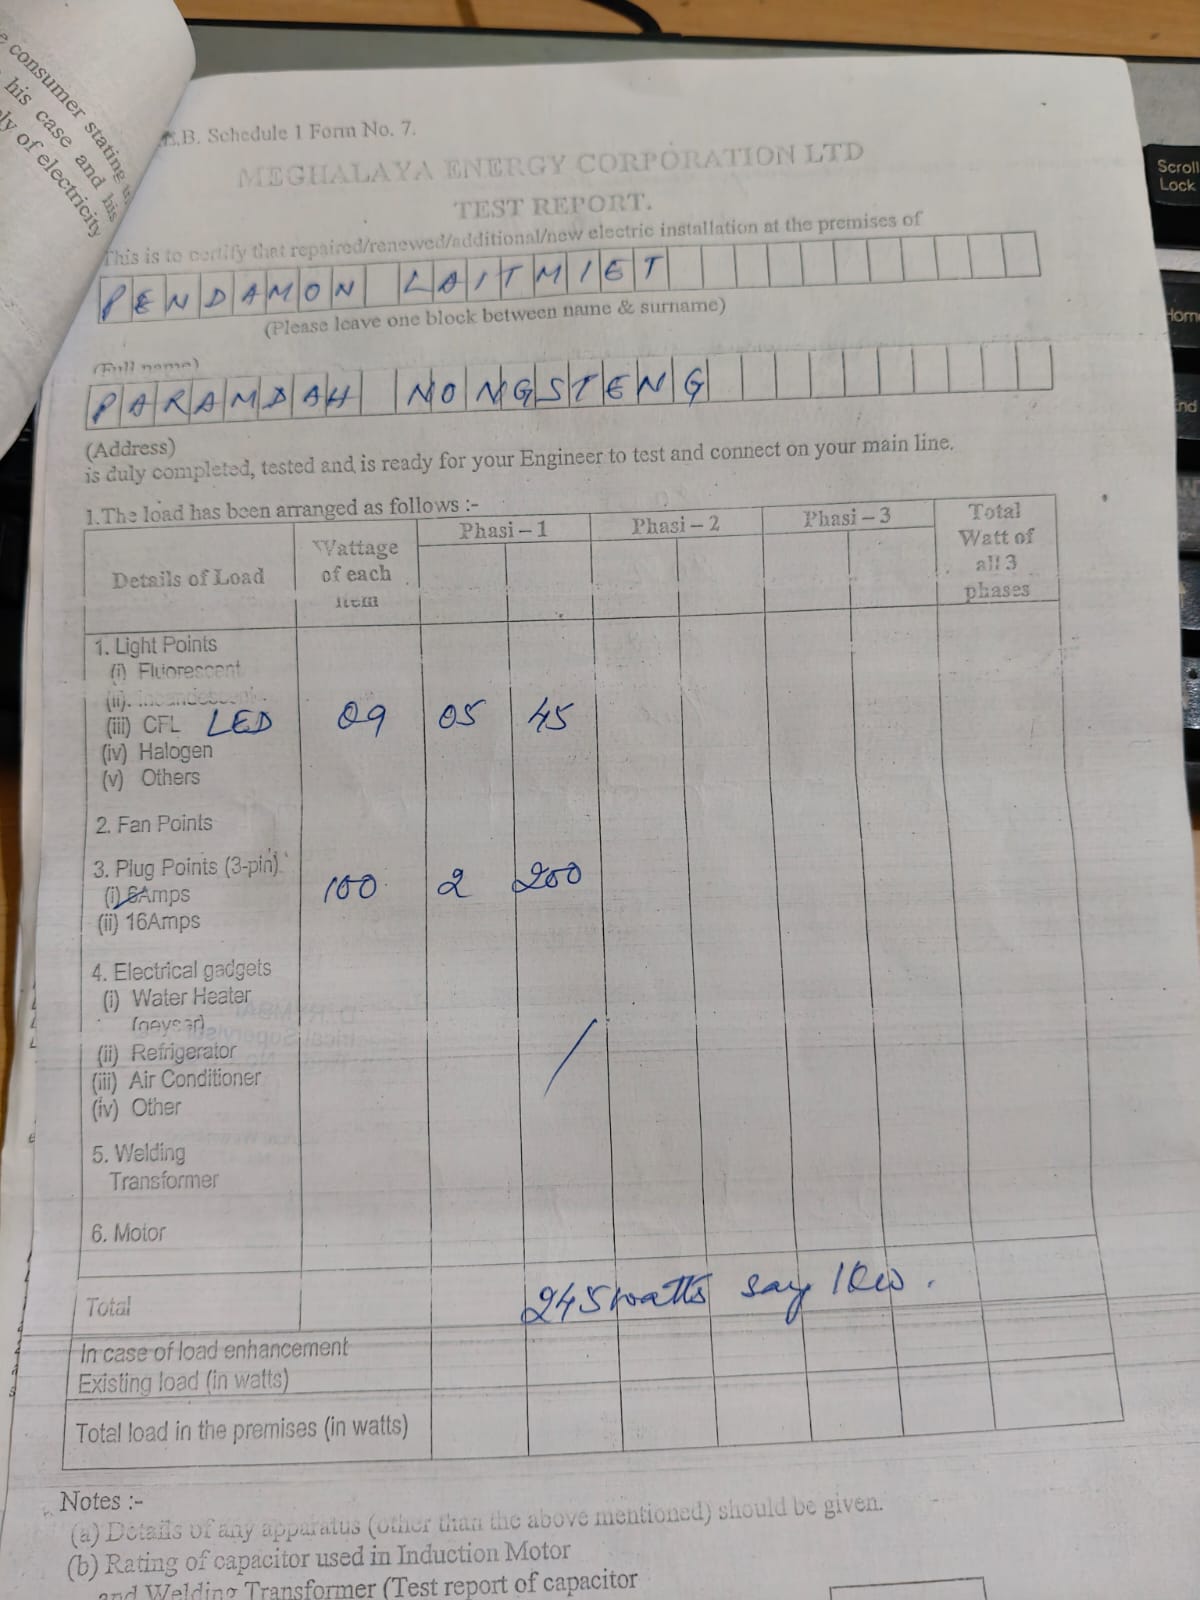 e consumer stating
his case and his
ly of electricity
E.B. Schedule 1 Form No. 7.
MEGHALAYA ENERGY CORPORATION LTD
TEST REPORT.
This is to certify that repaired/renewed/additional/new electric installation at the premises of
PENDAMON LAITMIET
(Please leave one block between name & surname)
(Full name)
PARAMDAH NONGSTENG
(Address)
is duly completed, tested and is ready for your Engineer to test and connect on your main line.
1.The load has been arranged as follows :-
Details of Load Wattage of each item Phasi – 1 Phasi – 2 Phasi – 3 Total Watt of all 3 phases
1. Light Points
(i) Fluorescent
(ii). Incandescent
(iii) CFL LED 09 05 45
(iv) Halogen
(v) Others
2. Fan Points
3. Plug Points (3-pin)
(i) 6Amps 100 2 200
(ii) 16Amps
4. Electrical gadgets
(i) Water Heater
(geyser)
(ii) Refrigerator
(iii) Air Conditioner
(iv) Other
5. Welding
Transformer
6. Motor
Total 245 watts say 1 KW.
In case of load enhancement
Existing load (in watts)
Total load in the premises (in watts)
Notes :-
(a) Details of any apparatus (other than the above mentioned) should be given.
(b) Rating of capacitor used in Induction Motor
and Welding Transformer (Test report of capacitor
Scroll
Lock
Home
End